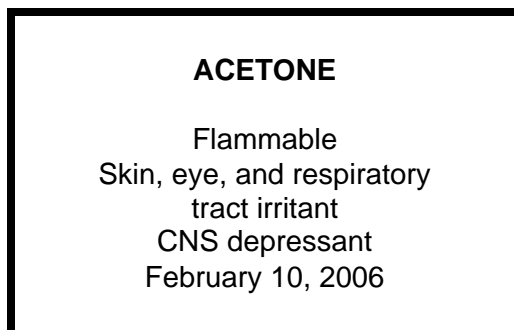 ACETONE
Flammable
Skin, eye, and respiratory
tract irritant
CNS depressant
February 10, 2006